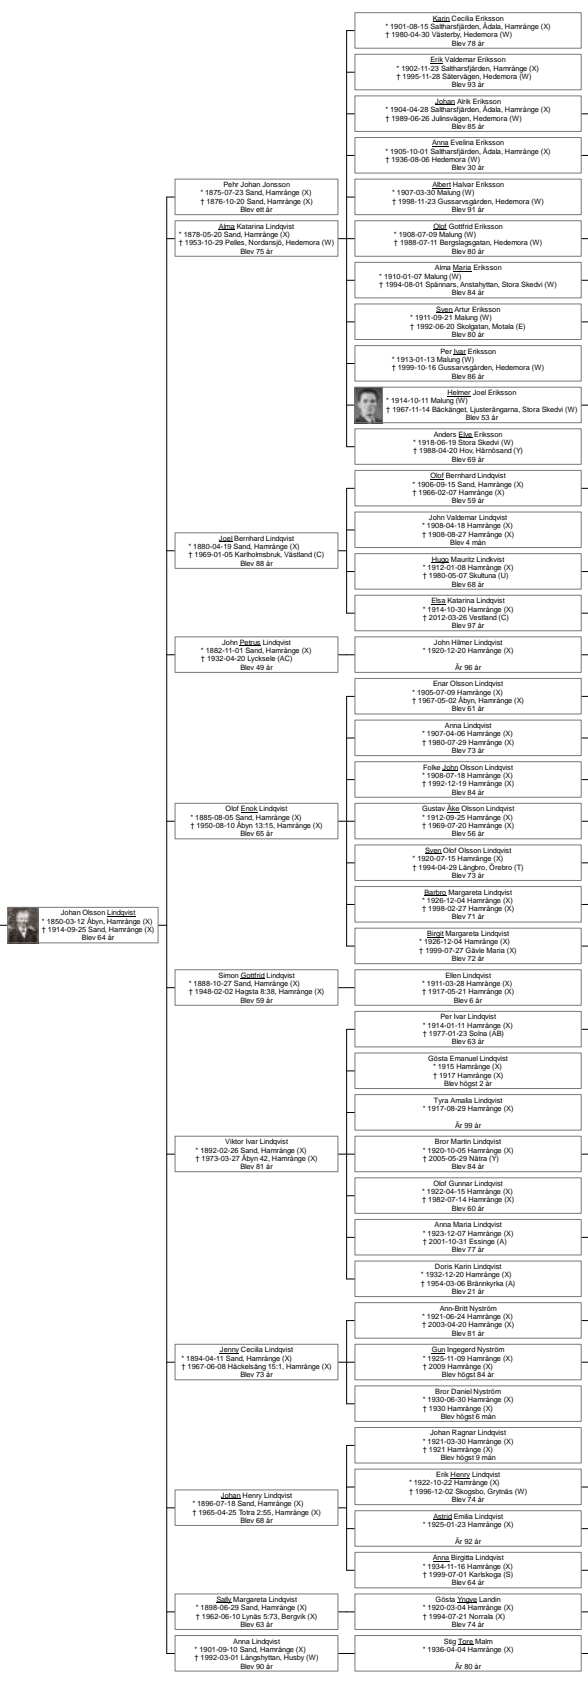 Karin Cecilia Eriksson
* 1901-08-15 Saltharsfjärden, Ådala, Hamrånge (X)
† 1980-04-30 Västerby, Hedemora (W)
Blev 78 år
Erik Valdemar Eriksson
* 1902-11-23 Saltharsfjärden, Hamrånge (X)
† 1995-11-28 Sätervägen, Hedemora (W)
Blev 93 år
Johan Alrik Eriksson
* 1904-04-28 Saltharsfjärden, Ådala, Hamrånge (X)
† 1989-06-26 Julinsvägen, Hedemora (W)
Blev 85 år
Anna Evelina Eriksson
* 1905-10-01 Saltharsfjärden, Ådala, Hamrånge (X)
† 1936-08-06 Hedemora (W)
Blev 30 år
Pehr Johan Jonsson
* 1875-07-23 Sand, Hamrånge (X)
† 1876-10-20 Sand, Hamrånge (X)
Blev ett år
Albert Halvar Eriksson
* 1907-03-30 Malung (W)
† 1998-11-23 Gussarvsgården, Hedemora (W)
Blev 91 år
Alma Katarina Lindqvist
* 1878-05-20 Sand, Hamrånge (X)
† 1953-10-29 Pelles, Nordansjö, Hedemora (W)
Blev 75 år
Olof Gottfrid Eriksson
* 1908-07-09 Malung (W)
† 1988-07-11 Bergslagsgatan, Hedemora (W)
Blev 80 år
Alma Maria Eriksson
* 1910-01-07 Malung (W)
† 1994-08-01 Spännars, Anstahyttan, Stora Skedvi (W)
Blev 84 år
Sven Artur Eriksson
* 1911-09-21 Malung (W)
† 1992-06-20 Skolgatan, Motala (E)
Blev 80 år
Per Ivar Eriksson
* 1913-01-13 Malung (W)
† 1999-10-16 Gussarvsgården, Hedemora (W)
Blev 86 år
Helmer Joel Eriksson
* 1914-10-11 Malung (W)
† 1967-11-14 Bäckänget, Ljusterängarna, Stora Skedvi (W)
Blev 53 år
Anders Elve Eriksson
* 1918-06-19 Stora Skedvi (W)
† 1988-04-20 Hov, Härnösand (Y)
Blev 69 år
Olof Bernhard Lindqvist
* 1906-09-15 Sand, Hamrånge (X)
† 1966-02-07 Hamrånge (X)
Blev 59 år
John Valdemar Lindqvist
* 1908-04-18 Hamrånge (X)
† 1908-08-27 Hamrånge (X)
Blev 4 mån
Joel Bernhard Lindqvist
* 1880-04-19 Sand, Hamrånge (X)
† 1969-01-05 Karlholmsbruk, Västland (C)
Blev 88 år
Hugo Mauritz Lindkvist
* 1912-01-08 Hamrånge (X)
† 1980-05-07 Skultuna (U)
Blev 68 år
Elsa Katarina Lindqvist
* 1914-10-30 Hamrånge (X)
† 2012-03-26 Vestland (C)
Blev 97 år
John Petrus Lindqvist
* 1882-11-01 Sand, Hamrånge (X)
† 1932-04-20 Lycksele (AC)
Blev 49 år
John Hilmer Lindqvist
* 1920-12-20 Hamrånge (X)
Är 96 år
Enar Olsson Lindqvist
* 1905-07-09 Hamrånge (X)
† 1967-05-02 Åbyn, Hamrånge (X)
Blev 61 år
Anna Lindqvist
* 1907-04-06 Hamrånge (X)
† 1980-07-29 Hamrånge (X)
Blev 73 år
Folke John Olsson Lindqvist
* 1908-07-18 Hamrånge (X)
† 1992-12-19 Hamrånge (X)
Blev 84 år
Olof Enok Lindqvist
* 1885-08-05 Sand, Hamrånge (X)
† 1950-08-10 Åbyn 13:15, Hamrånge (X)
Blev 65 år
Gustav Åke Olsson Lindqvist
* 1912-09-25 Hamrånge (X)
† 1969-07-20 Hamrånge (X)
Blev 56 år
Sven Olof Olsson Lindqvist
* 1920-07-15 Hamrånge (X)
† 1994-04-29 Längbro, Örebro (T)
Blev 73 år
Barbro Margareta Lindqvist
* 1926-12-04 Hamrånge (X)
† 1998-02-27 Hamrånge (X)
Blev 71 år
Johan Olsson Lindqvist
* 1850-03-12 Åbyn, Hamrånge (X)
† 1914-09-25 Sand, Hamrånge (X)
Blev 64 år
Birgit Margareta Lindqvist
* 1926-12-04 Hamrånge (X)
† 1999-07-27 Gävle Maria (X)
Blev 72 år
Simon Gottfrid Lindqvist
* 1888-10-27 Sand, Hamrånge (X)
† 1948-02-02 Hagsta 8:38, Hamrånge (X)
Blev 59 år
Ellen Lindqvist
* 1911-03-28 Hamrånge (X)
† 1917-05-21 Hamrånge (X)
Blev 6 år
Per Ivar Lindqvist
* 1914-01-11 Hamrånge (X)
† 1977-01-23 Solna (AB)
Blev 63 år
Gösta Emanuel Lindqvist
* 1915 Hamrånge (X)
† 1917 Hamrånge (X)
Blev högst 2 år
Tyra Amalia Lindqvist
* 1917-08-29 Hamrånge (X)
Är 99 år
Viktor Ivar Lindqvist
* 1892-02-26 Sand, Hamrånge (X)
† 1973-03-27 Åbyn 42, Hamrånge (X)
Blev 81 år
Bror Martin Lindqvist
* 1920-10-05 Hamrånge (X)
† 2005-05-29 Nätra (Y)
Blev 84 år
Olof Gunnar Lindqvist
* 1922-04-15 Hamrånge (X)
† 1982-07-14 Hamrånge (X)
Blev 60 år
Anna Maria Lindqvist
* 1923-12-07 Hamrånge (X)
† 2001-10-31 Essinge (A)
Blev 77 år
Doris Karin Lindqvist
* 1932-12-20 Hamrånge (X)
† 1954-03-06 Brännkyrka (A)
Blev 21 år
Ann-Britt Nyström
* 1921-06-24 Hamrånge (X)
† 2003-04-20 Hamrånge (X)
Blev 81 år
Jenny Cecilia Lindqvist
* 1894-04-11 Sand, Hamrånge (X)
† 1967-06-08 Häckelsäng 15:1, Hamrånge (X)
Blev 73 år
Gun Ingegerd Nyström
* 1925-11-09 Hamrånge (X)
† 2009 Hamrånge (X)
Blev högst 84 år
Bror Daniel Nyström
* 1930-06-30 Hamrånge (X)
† 1930 Hamrånge (X)
Blev högst 6 mån
Johan Ragnar Lindqvist
* 1921-03-30 Hamrånge (X)
† 1921 Hamrånge (X)
Blev högst 9 mån
Erik Henry Lindqvist
* 1922-10-22 Hamrånge (X)
† 1996-12-02 Skogsbo, Grytnäs (W)
Blev 74 år
Johan Henry Lindqvist
* 1896-07-18 Sand, Hamrånge (X)
† 1965-04-25 Totra 2:55, Hamrånge (X)
Blev 68 år
Astrid Emilia Lindqvist
* 1925-01-23 Hamrånge (X)
Är 92 år
Anna Birgitta Lindqvist
* 1934-11-16 Hamrånge (X)
† 1999-07-01 Karlskoga (S)
Blev 64 år
Sally Margareta Lindqvist
* 1898-06-29 Sand, Hamrånge (X)
† 1962-06-10 Lynäs 5:73, Bergvik (X)
Blev 63 år
Gösta Yngve Landin
* 1920-03-04 Hamrånge (X)
† 1994-07-21 Norrala (X)
Blev 74 år
Anna Lindqvist
* 1901-09-10 Sand, Hamrånge (X)
† 1992-03-01 Långshyttan, Husby (W)
Blev 90 år
Stig Tore Malm
* 1936-04-04 Hamrånge (X)
Är 80 år